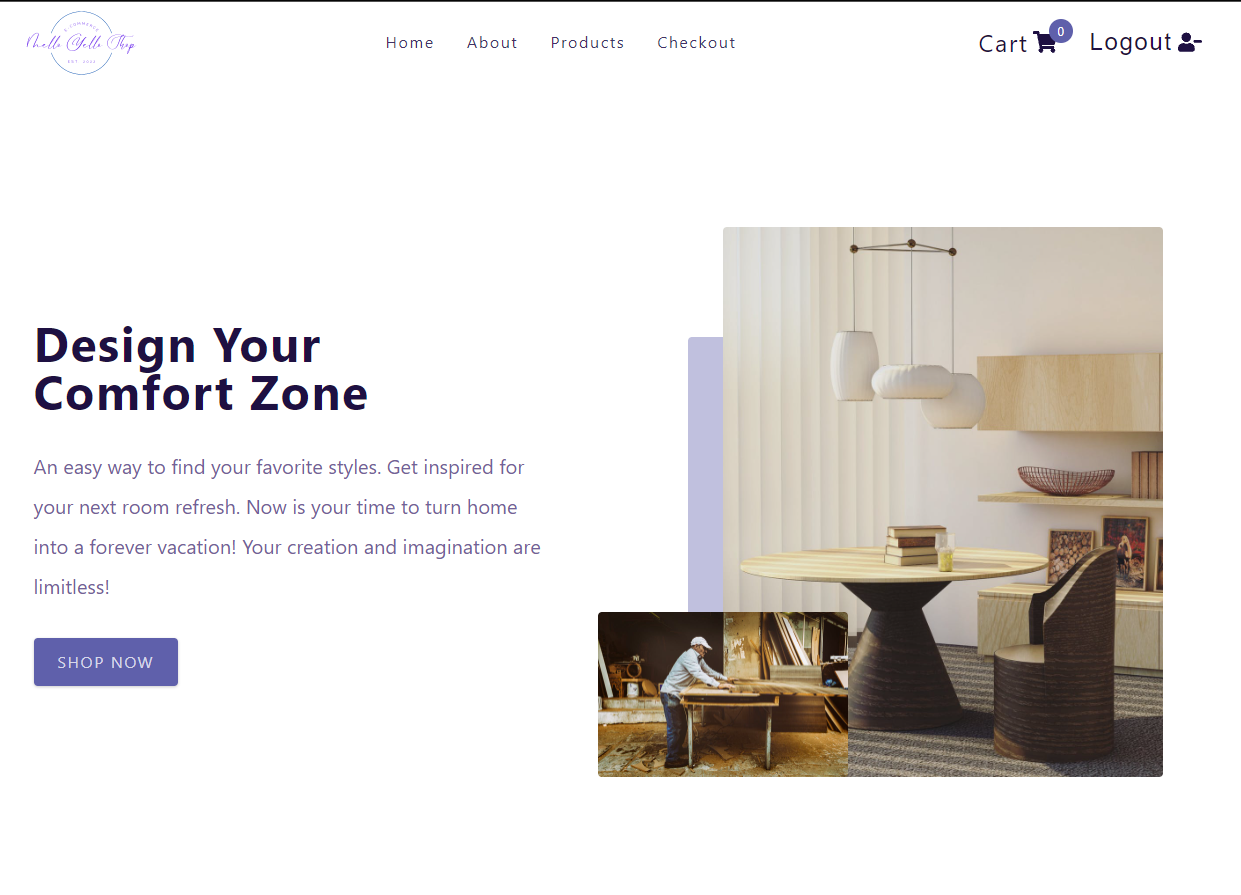 E-COMMERCE
Mello Yello Shop
EST. 2022
Home
About
Products
Checkout
Cart
0
Logout
Design Your
Comfort Zone
An easy way to find your favorite styles. Get inspired for
your next room refresh. Now is your time to turn home
into a forever vacation! Your creation and imagination are
limitless!
SHOP NOW